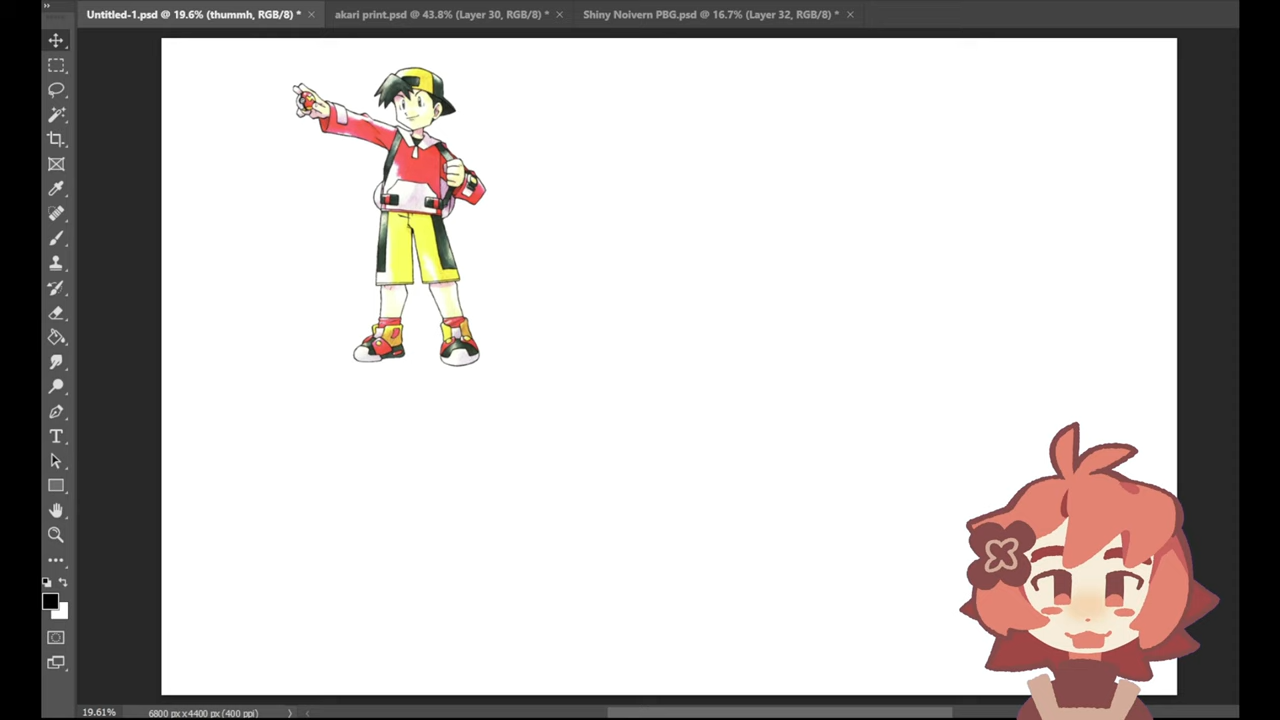 Untitled-1.psd @ 19.6% (thummh, RGB/8) *
akari print.psd @ 43.8% (Layer 30, RGB/8) *
Shiny Noivern PBG.psd @ 16.7% (Layer 32, RGB/8) *
19.61%
6800 px x 4400 px (400 ppi)